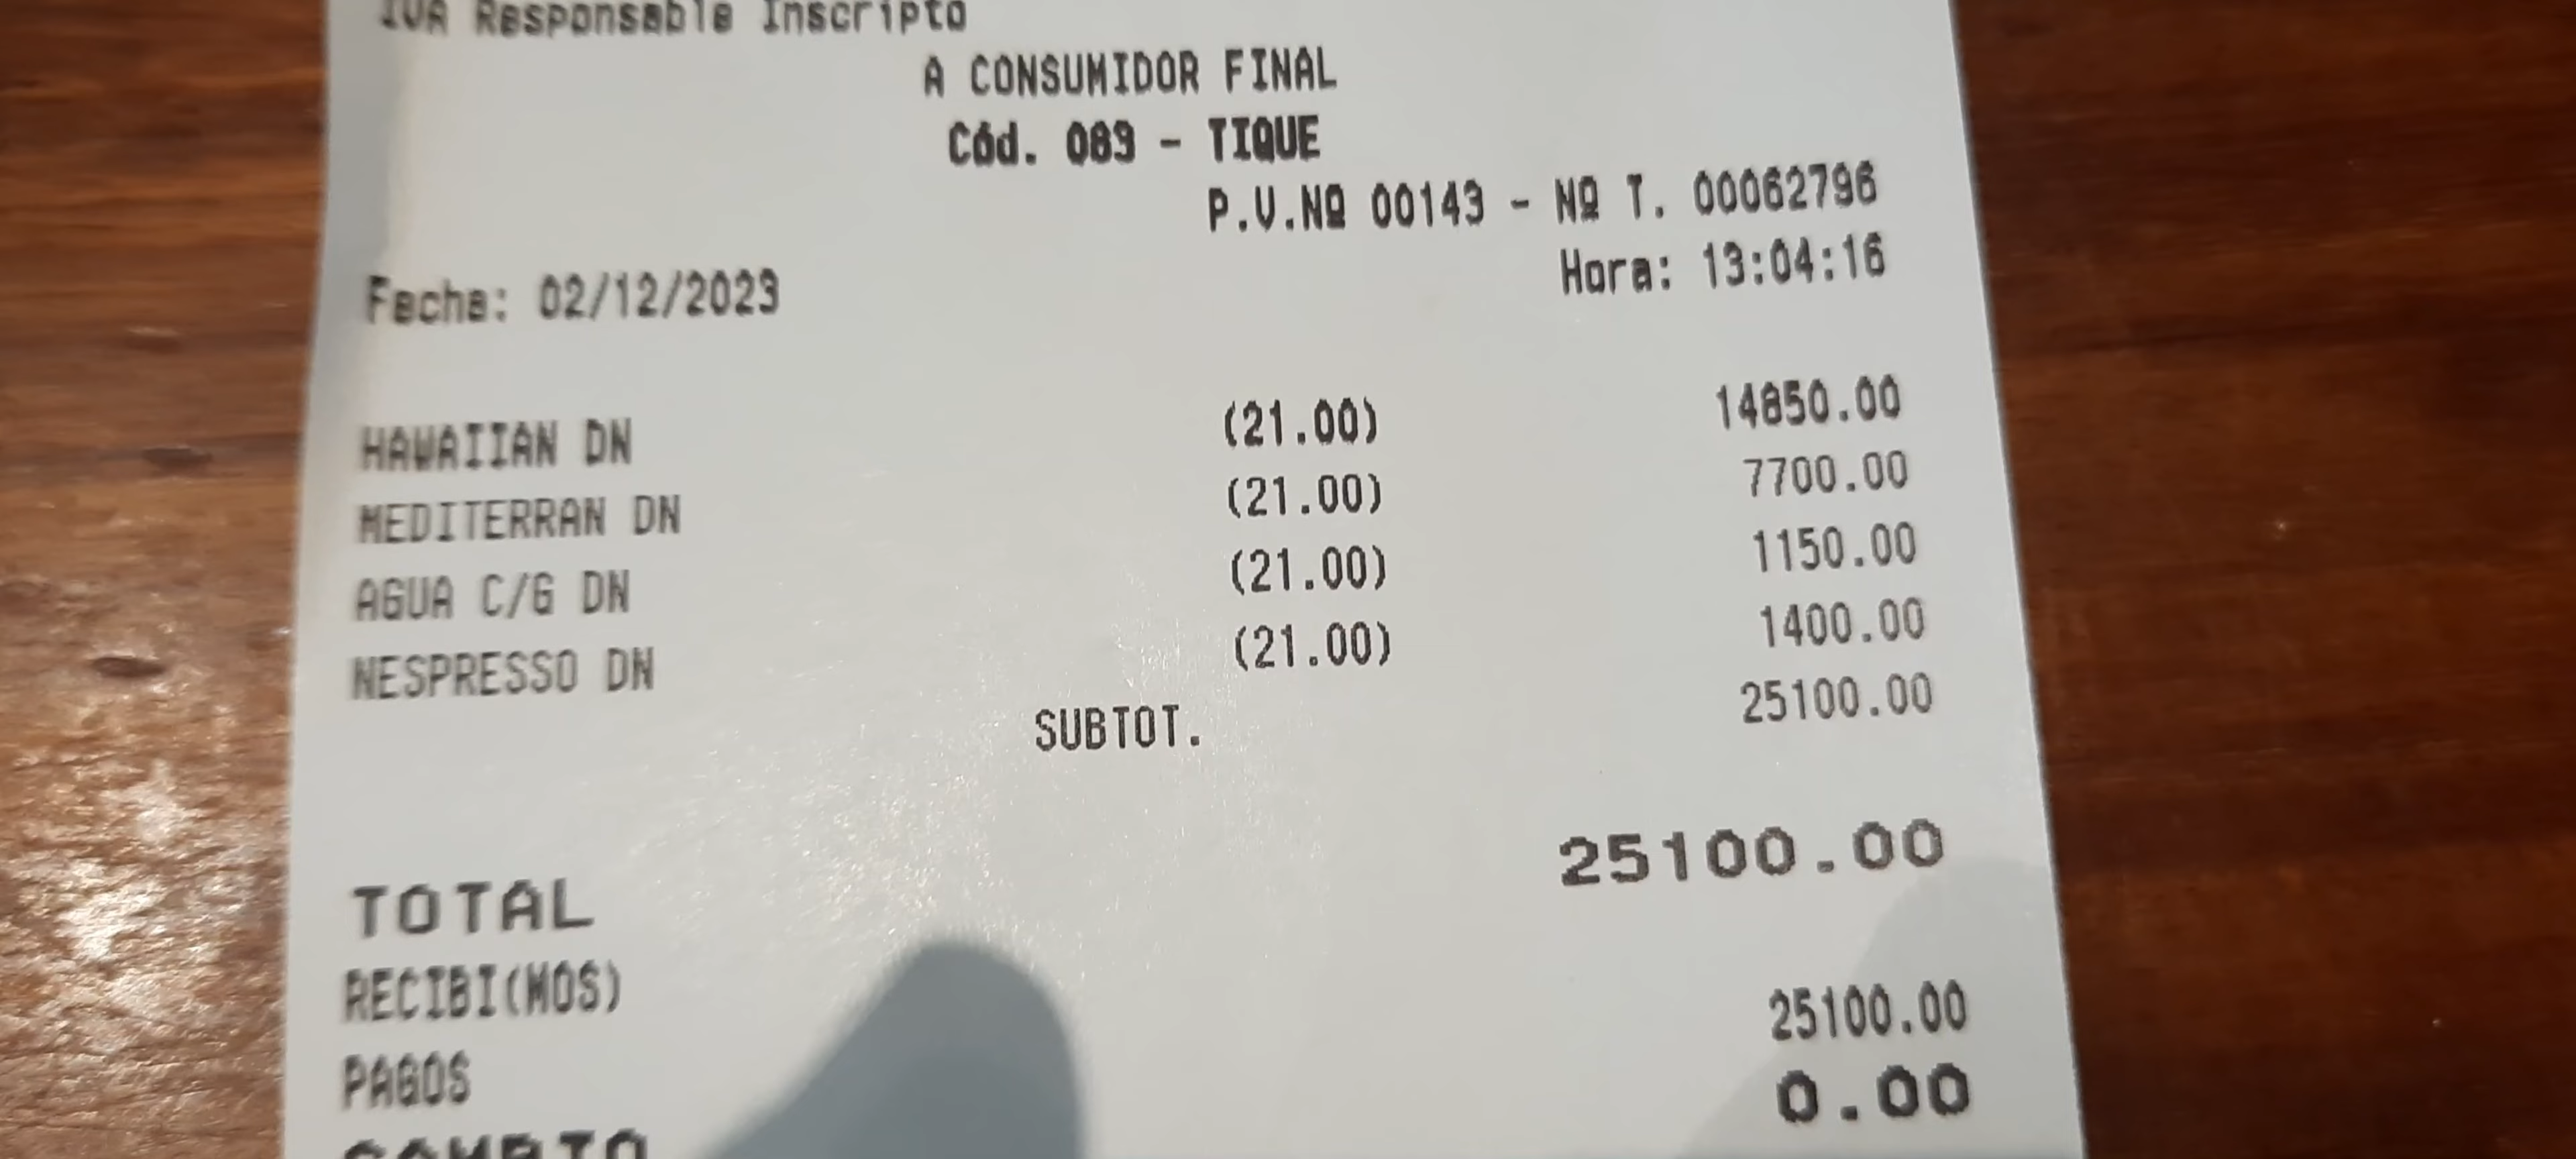 IVA Responsable Inscripto
A CONSUMIDOR FINAL
Cód. 083 - TIQUE
P.V.Nº 00143 - Nº T. 00062796
Fecha: 02/12/2023 Hora: 13:04:16
HAWAIIAN DN (21.00) 14850.00
MEDITERRAN DN (21.00) 7700.00
AGUA C/G DN (21.00) 1150.00
NESPRESSO DN (21.00) 1400.00
SUBTOT. 25100.00
TOTAL 25100.00
RECIBI(MOS)
PAGOS 25100.00
CAMBIO 0.00